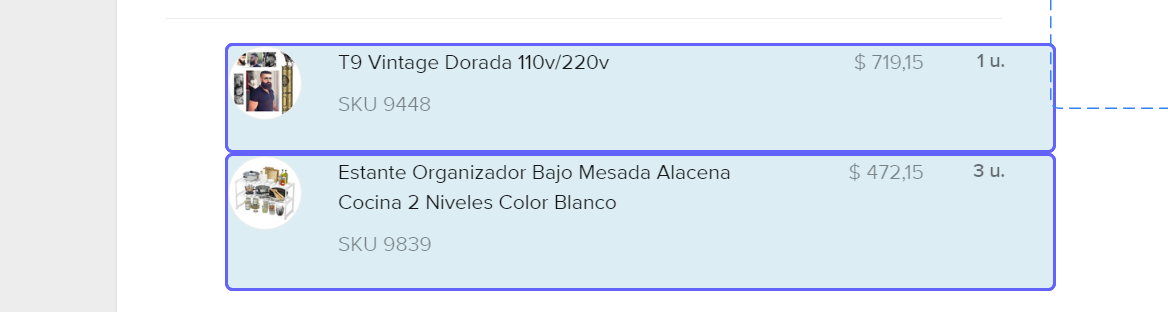 T9 Vintage Dorada 110v/220v
$ 719,15
1 u.
SKU 9448
Estante Organizador Bajo Mesada Alacena
Cocina 2 Niveles Color Blanco
$ 472,15
3 u.
SKU 9839